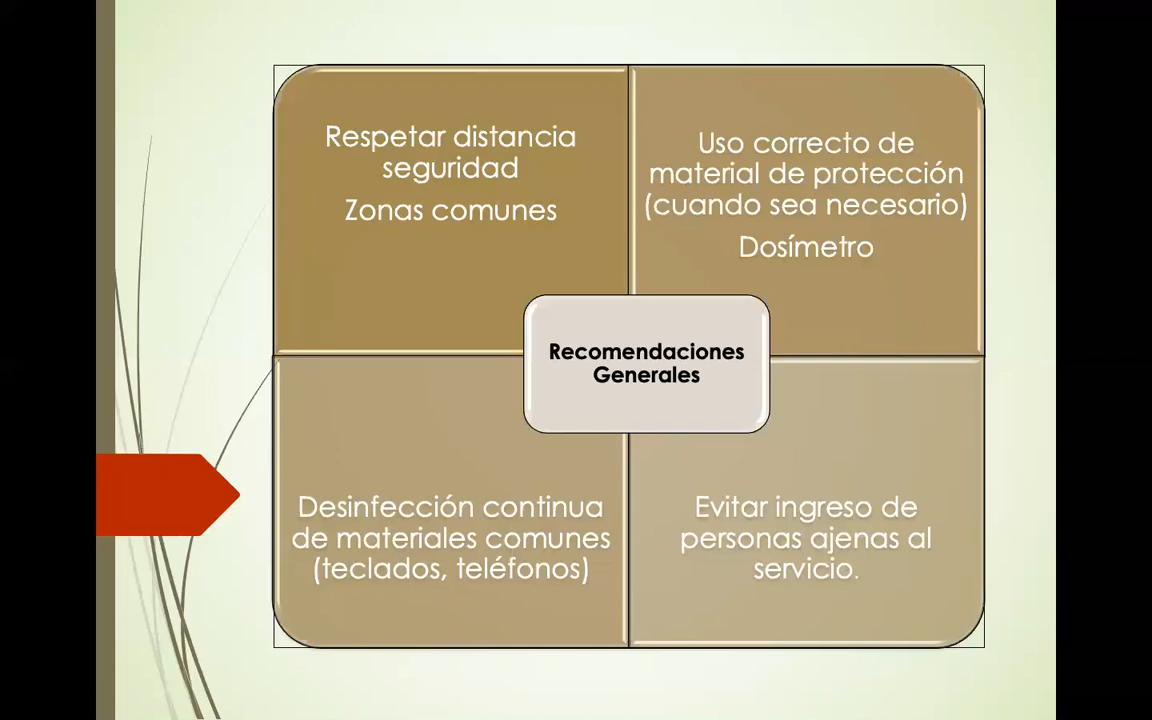 Respetar distancia
seguridad
Zonas comunes
Uso correcto de
material de protección
(cuando sea necesario)
Dosímetro
Recomendaciones
Generales
Desinfección continua
de materiales comunes
(teclados, teléfonos)
Evitar ingreso de
personas ajenas al
servicio.